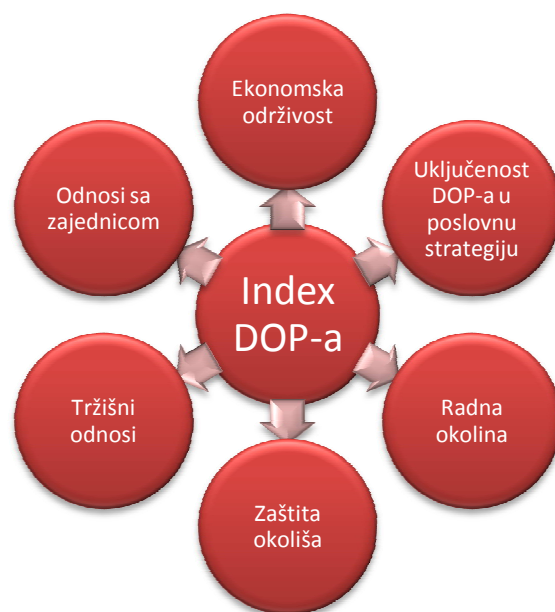 Ekonomska
održivost
Uključenost
DOP-a u
poslovnu
strategiju
Radna
okolina
Zaštita
okoliša
Tržišni
odnosi
Odnosi sa
zajednicom
Index
DOP-a